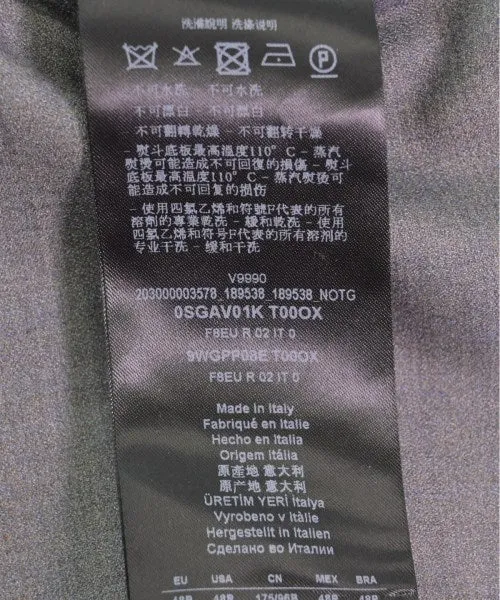 洗滌說明 洗涤说明
P
- 不可水洗 - 不可水洗
- 不可漂白 - 不可漂白
- 不可翻轉乾燥 - 不可翻转干燥
- 熨斗底板最高溫度110° C - 蒸汽
熨燙可能造成不可回復的損傷 - 熨斗
底板最高温度110° C - 蒸汽熨烫可
能造成不可回复的损伤
- 使用四氯乙烯和符號P代表的所有
溶劑的專業乾洗 - 緩和乾洗 - 使用
四氯乙烯和符号P代表的所有溶剂的
专业干洗 - 缓和干洗
V9990
203000003578_189538_189538_NOTG
0SGAV01K T00OX
F8EU R 02 IT 0
9WGPP08E T00OX
F8EU R 02 IT 0
Made in Italy
Fabriqué en Italie
Hecho en Italia
Origem Itália
原產地 意大利
原产地 意大利
ÜRETİM YERİ İtalya
Vyrobeno v Itálie
Hergestellt in Italien
Сделано во Италии
EU USA CN MEX BRA
48R 48R 175/96B 48R 48R